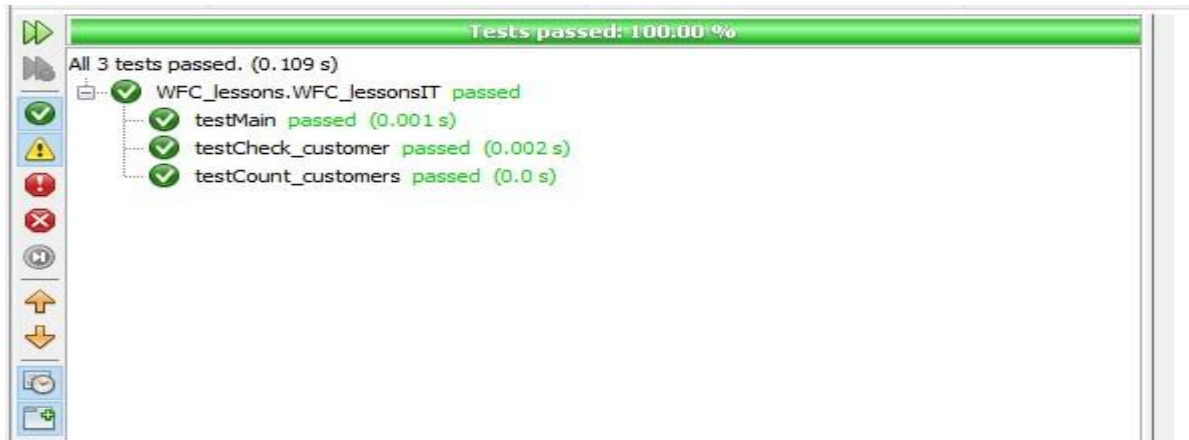 Tests passed: 100.00 %
All 3 tests passed. (0.109 s)
WFC_lessons.WFC_lessonsIT passed
testMain passed (0.001 s)
testCheck_customer passed (0.002 s)
testCount_customers passed (0.0 s)